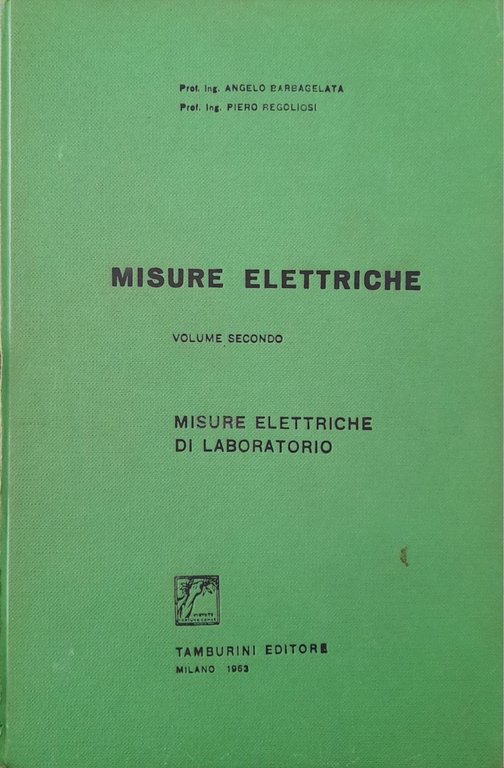 Prof. Ing. ANGELO BARBAGELATA
Prof. Ing. PIERO REGOLIOSI
MISURE ELETTRICHE
VOLUME SECONDO
MISURE ELETTRICHE
DI LABORATORIO
TAMBURINI EDITORE
MILANO 1963